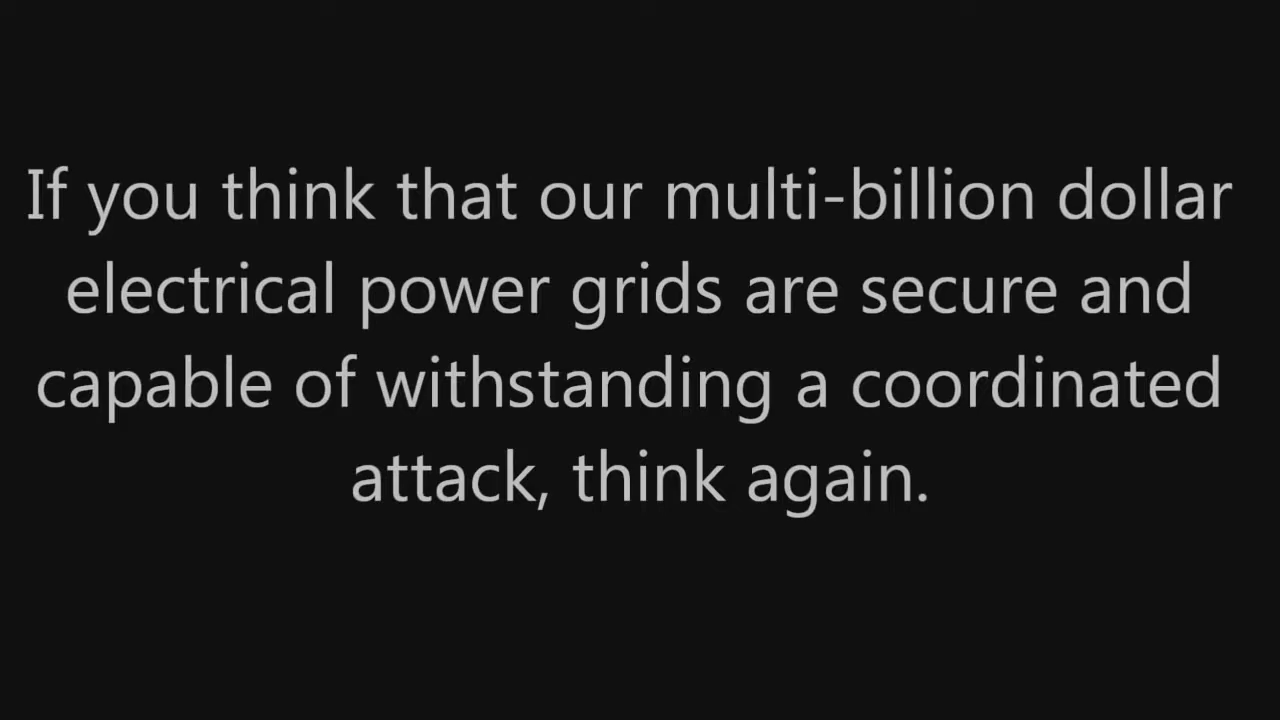 If you think that our multi-billion dollar
electrical power grids are secure and
capable of withstanding a coordinated
attack, think again.